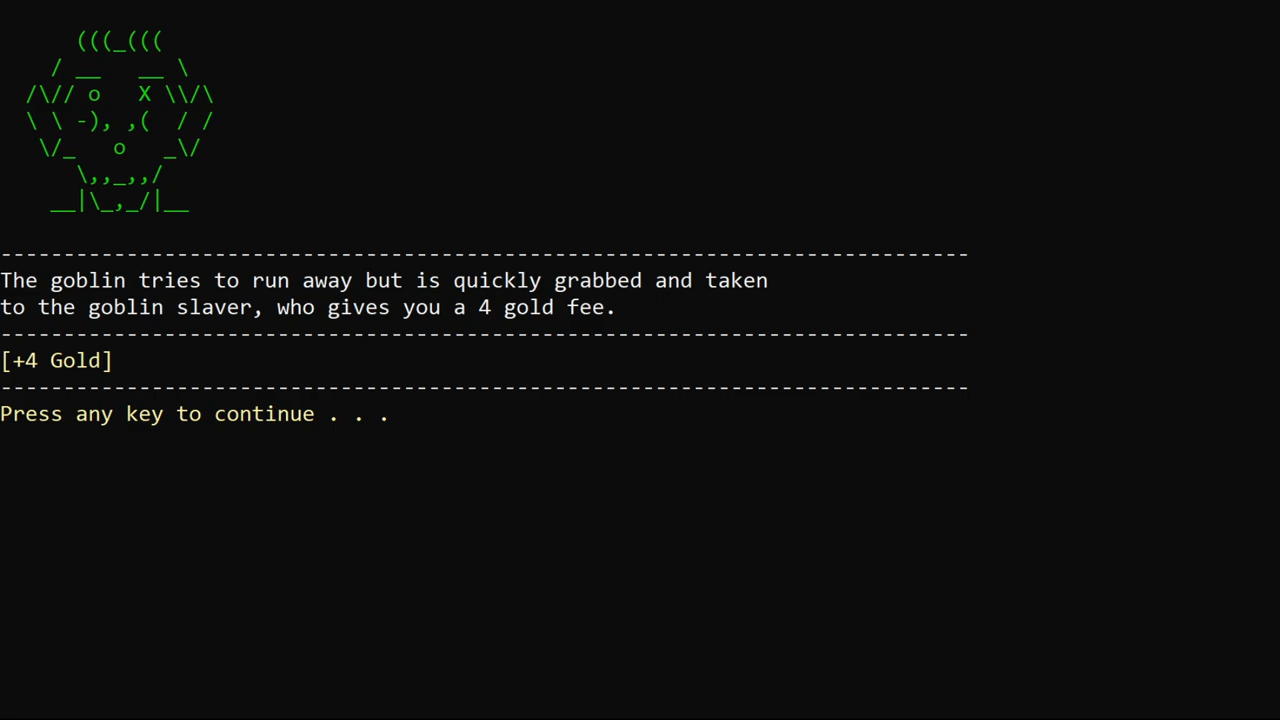 The goblin tries to run away but is quickly grabbed and taken
to the goblin slaver, who gives you a 4 gold fee.
[+4 Gold]
Press any key to continue . . .